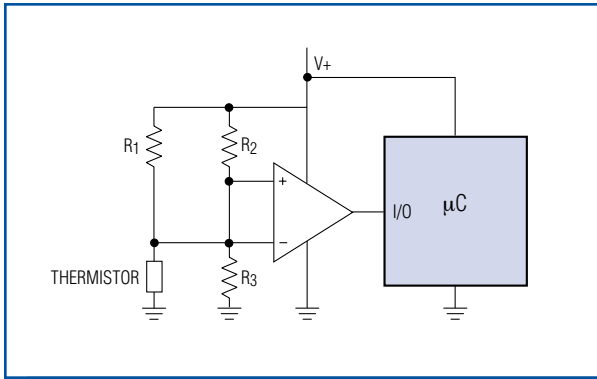 V+
R1
R2
+
−
I/O
μC
THERMISTOR
R3